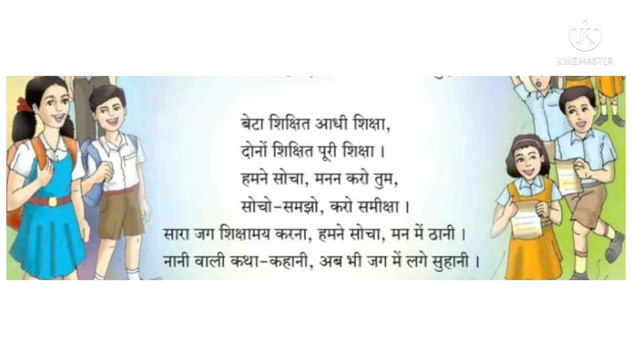 KINEMASTER
बेटा शिक्षित आधी शिक्षा,
दोनों शिक्षित पूरी शिक्षा ।
हमने सोचा, मनन करो तुम,
सोचो-समझो, करो समीक्षा ।
सारा जग शिक्षामय करना, हमने सोचा, मन में ठानी ।
नानी वाली कथा-कहानी, अब भी जग में लगे सुहानी ।